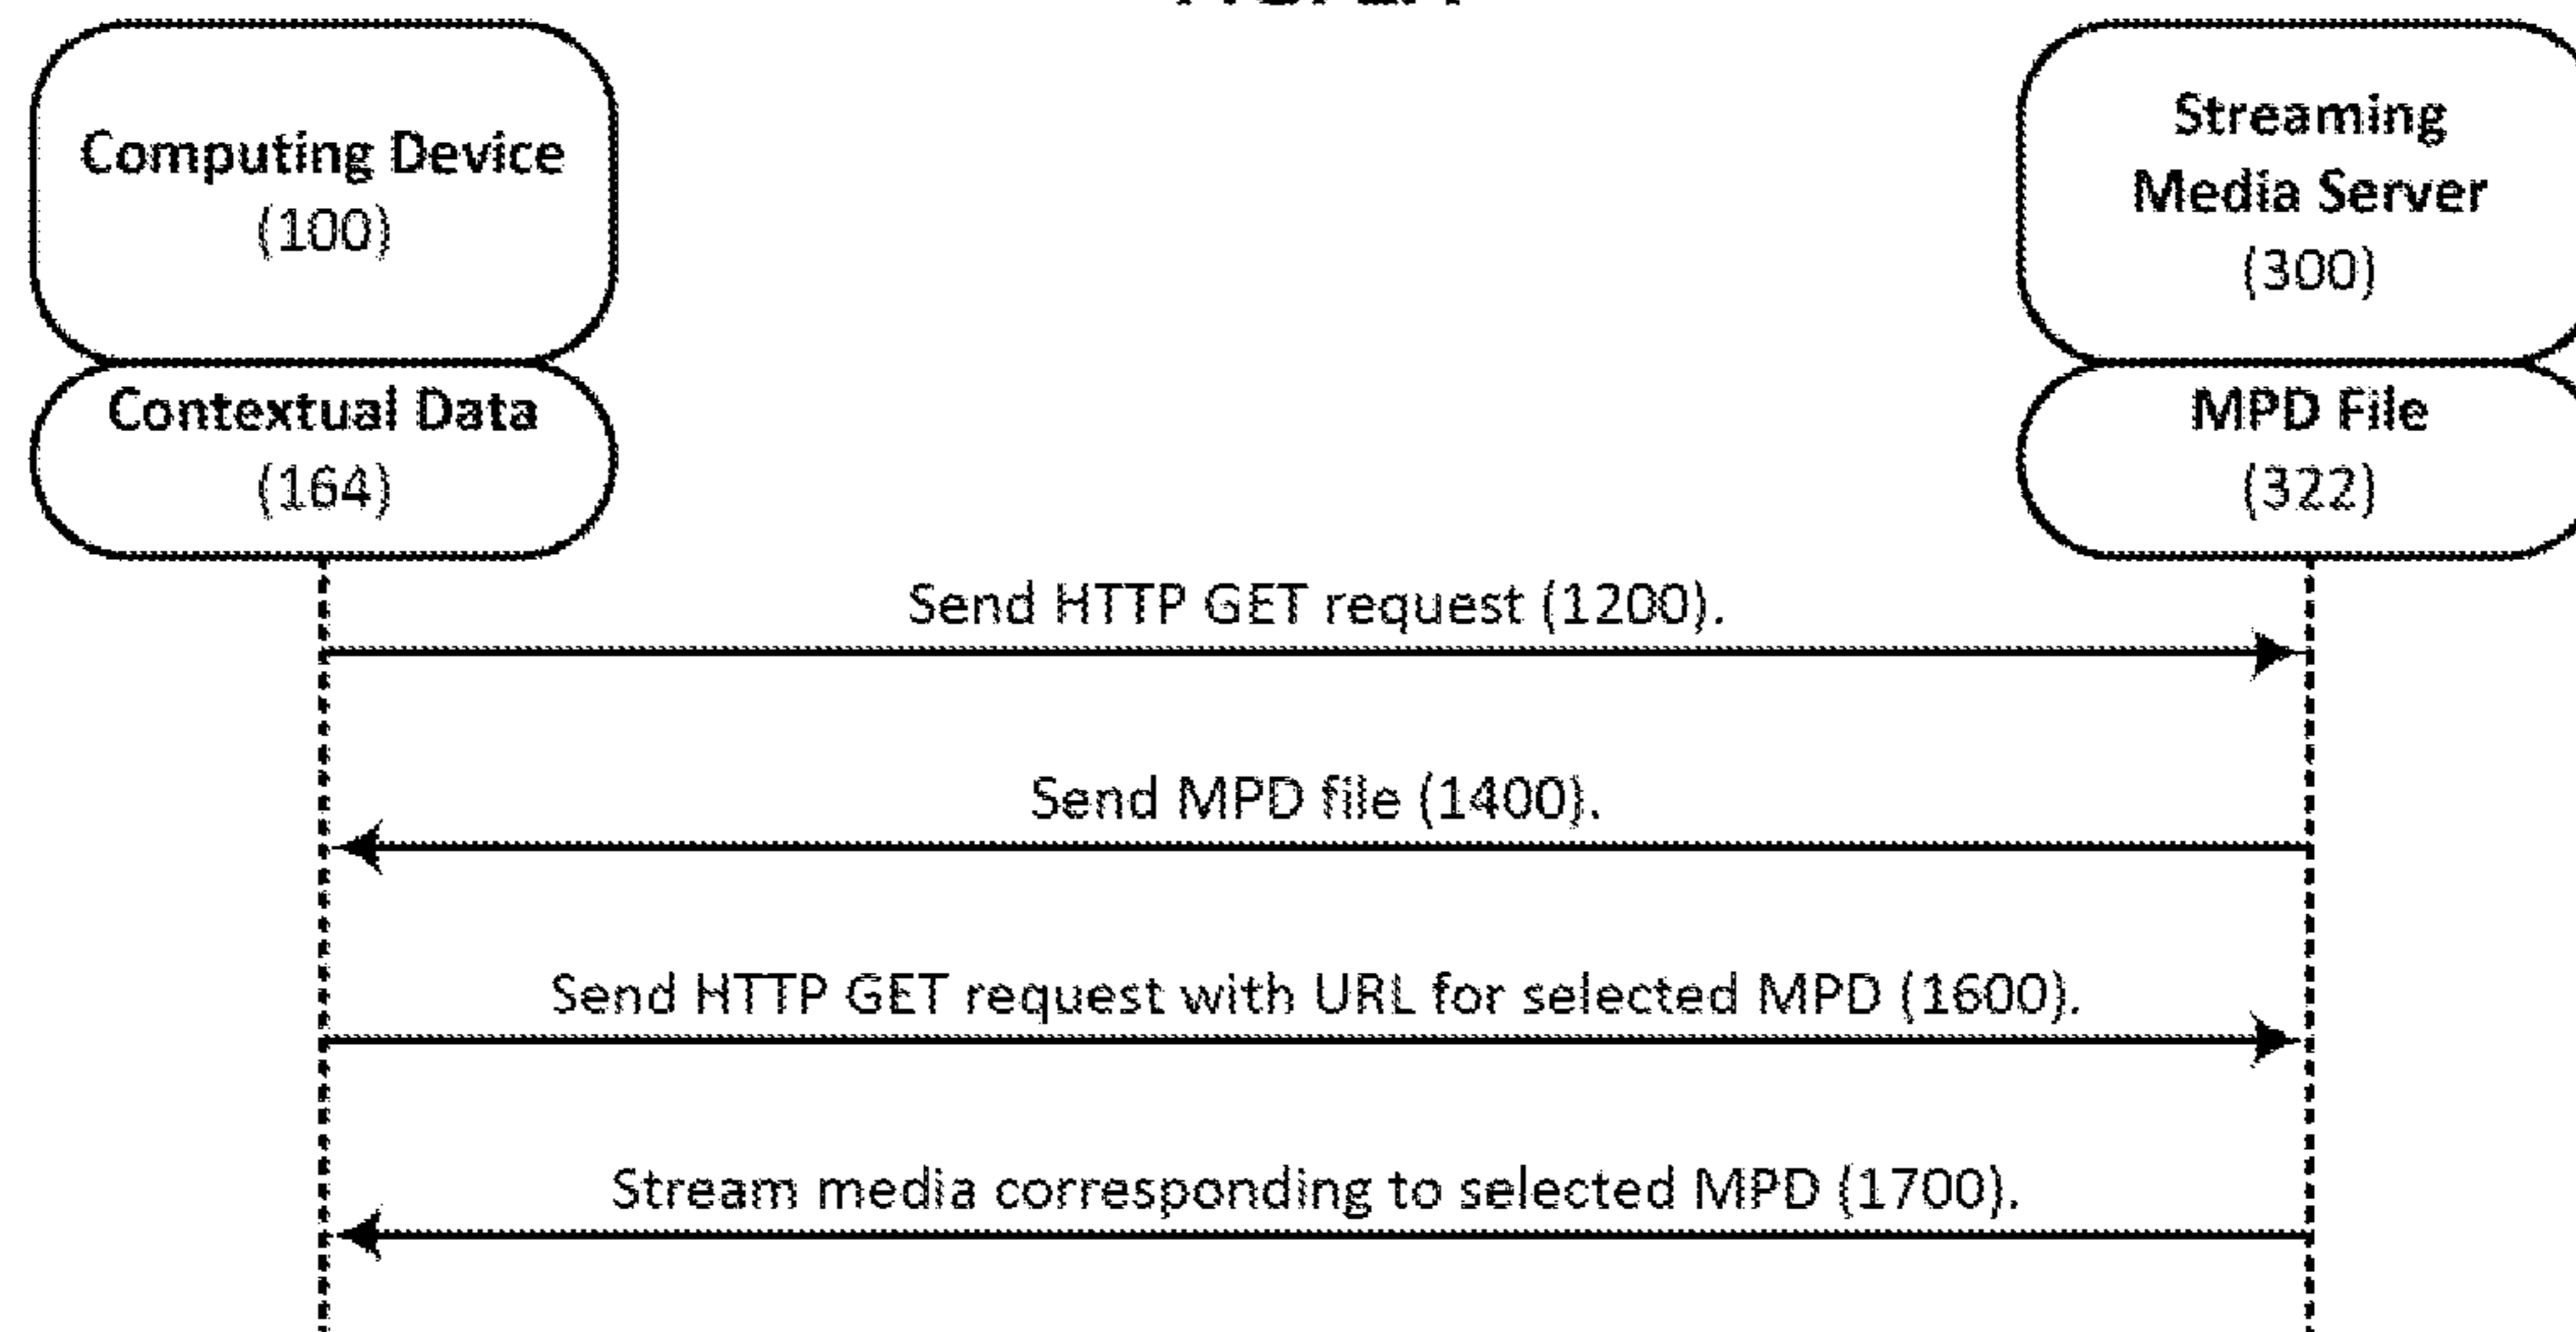 Computing Device
(100)
Contextual Data
(164)
Streaming
Media Server
(300)
MPD File
(322)
Send HTTP GET request (1200).
Send MPD file (1400).
Send HTTP GET request with URL for selected MPD (1600).
Stream media corresponding to selected MPD (1700).